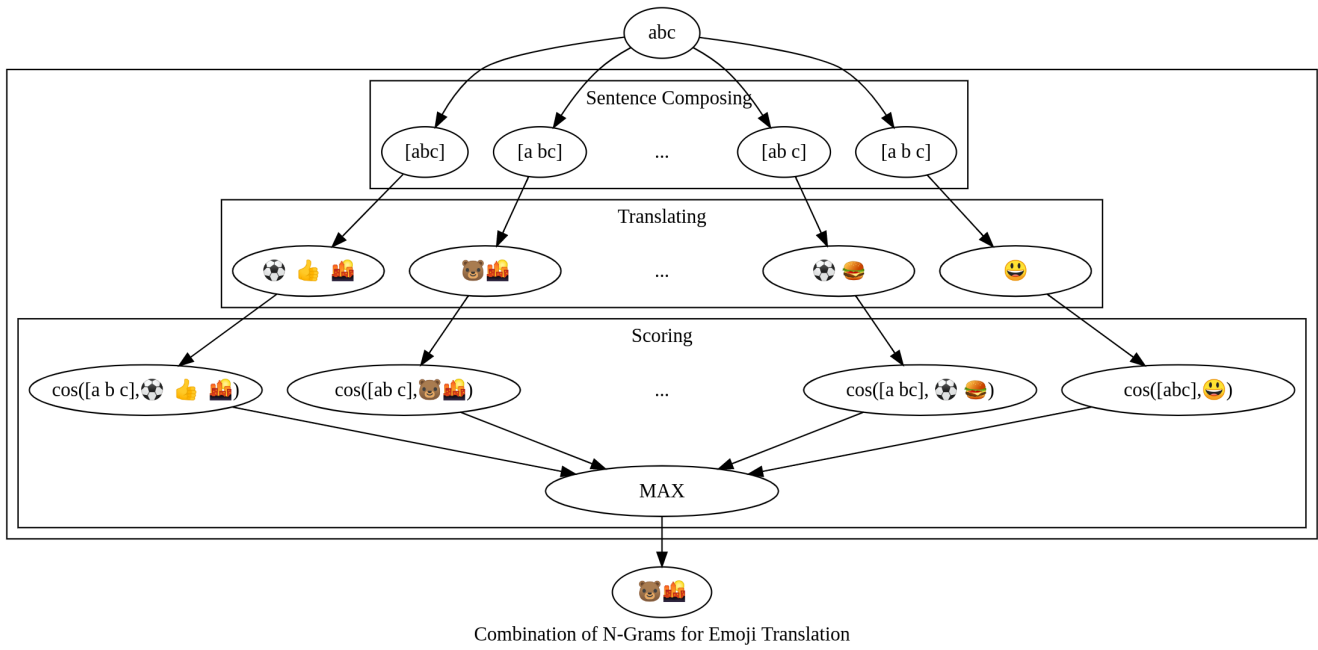 abc
Sentence Composing
[abc] [a bc] ... [ab c] [a b c]
Translating
⚽ 👍 🌇 🐻🌇 ... ⚽ 🍔 😃
Scoring
cos([a b c],⚽ 👍 🌇) cos([ab c],🐻🌇) ... cos([a bc], ⚽ 🍔) cos([abc],😃)
MAX
🐻🌇
Combination of N-Grams for Emoji Translation